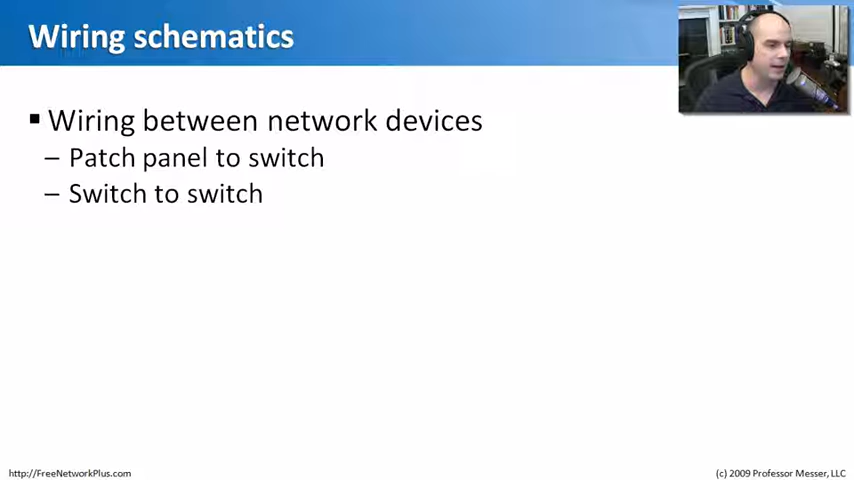 Wiring schematics
▪ Wiring between network devices
– Patch panel to switch
– Switch to switch
http://FreeNetworkPlus.com
(c) 2009 Professor Messer, LLC